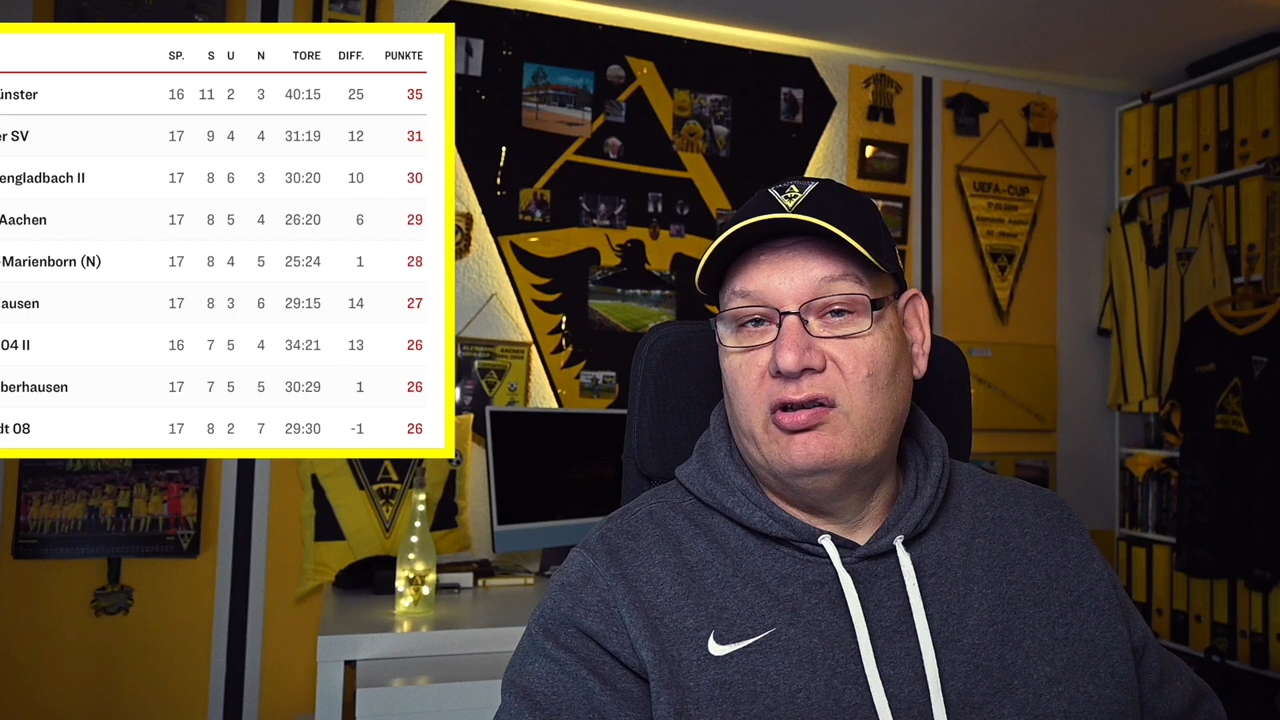 SP. S U N TORE DIFF. PUNKTE
ünster 16 11 2 3 40:15 25 35
er SV 17 9 4 4 31:19 12 31
engladbach II 17 8 6 3 30:20 10 30
Aachen 17 8 5 4 26:20 6 29
-Marienborn (N) 17 8 4 5 25:24 1 28
ausen 17 8 3 6 29:15 14 27
04 II 16 7 5 4 34:21 13 26
berhausen 17 7 5 5 30:29 1 26
dt 08 17 8 2 7 29:30 -1 26
UEFA-CUP
AACHEN
A
A